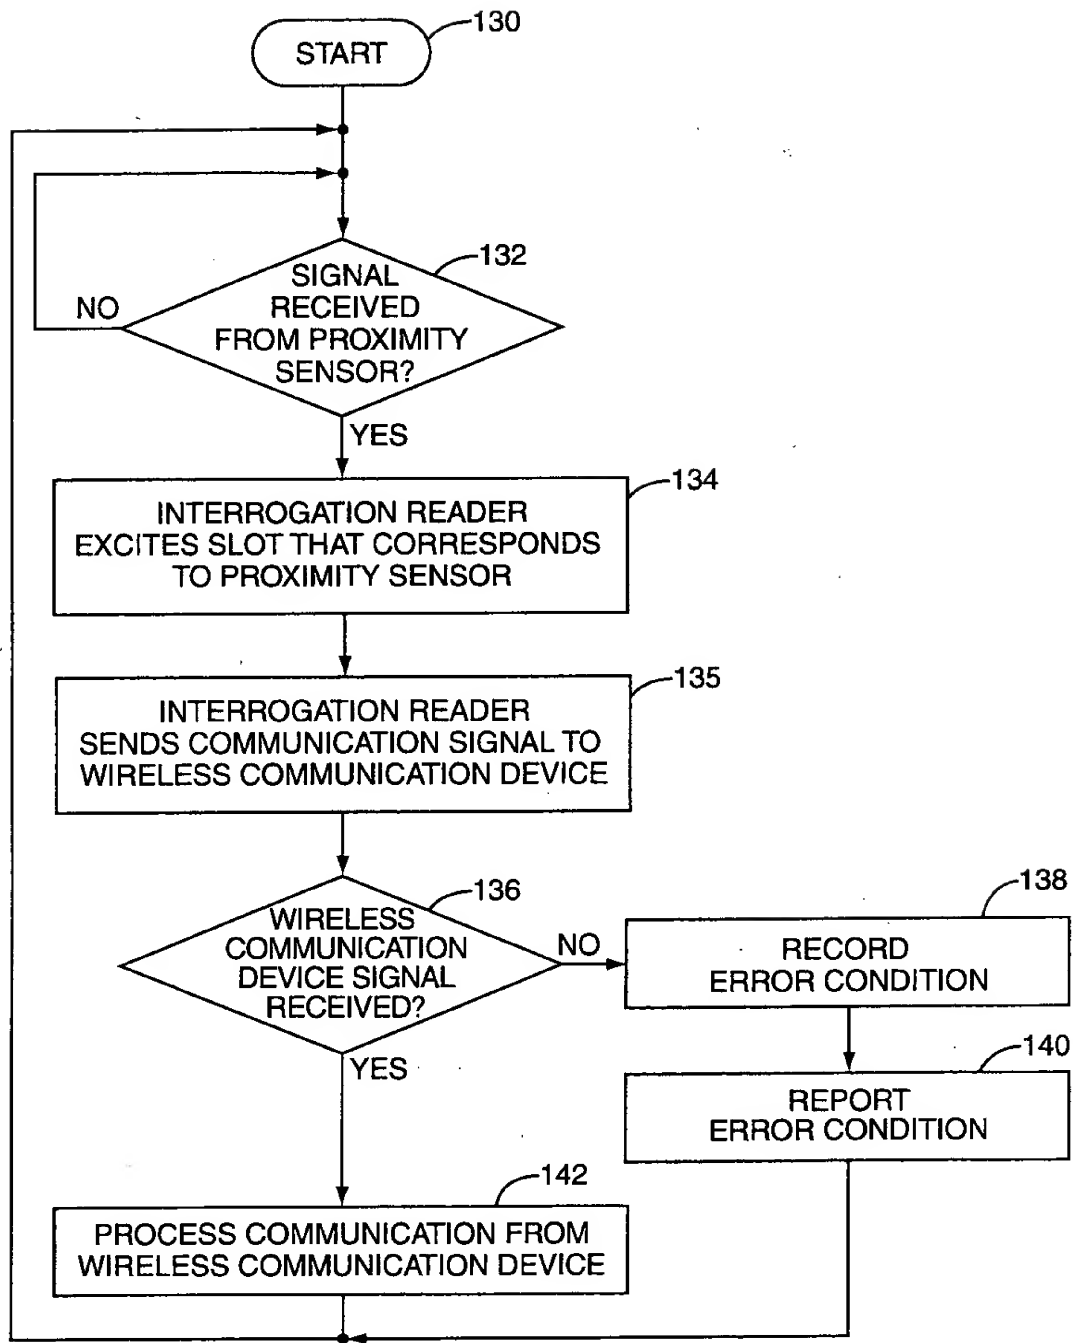 130
START
132
SIGNAL
RECEIVED
FROM PROXIMITY
SENSOR?
NO
YES
134
INTERROGATION READER
EXCITES SLOT THAT CORRESPONDS
TO PROXIMITY SENSOR
135
INTERROGATION READER
SENDS COMMUNICATION SIGNAL TO
WIRELESS COMMUNICATION DEVICE
136
WIRELESS
COMMUNICATION
DEVICE SIGNAL
RECEIVED?
NO
YES
138
RECORD
ERROR CONDITION
140
REPORT
ERROR CONDITION
142
PROCESS COMMUNICATION FROM
WIRELESS COMMUNICATION DEVICE